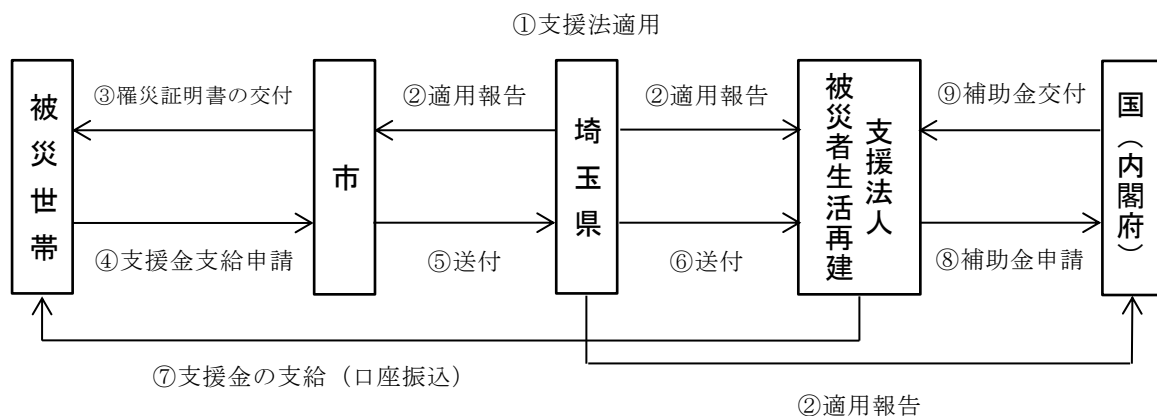 ①支援法適用
被災世帯
③罹災証明書の交付
④支援金支給申請
市
②適用報告
⑤送付
埼玉県
②適用報告
⑥送付
被災者生活再建
支援法人
⑨補助金交付
⑧補助金申請
国（内閣府）
⑦支援金の支給（口座振込）
②適用報告